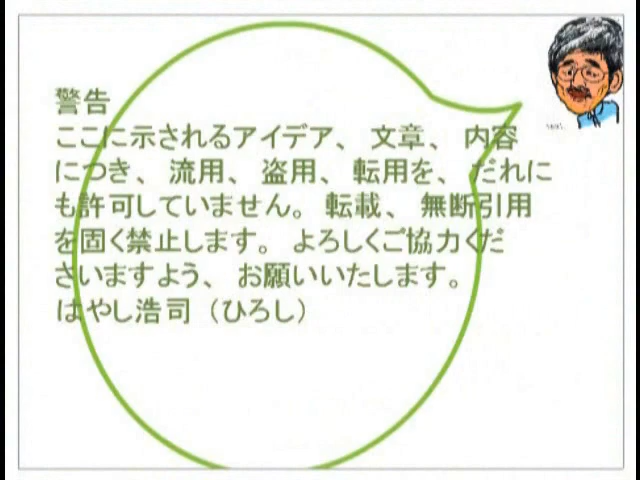 警告
ここに示されるアイデア、文章、内容
につき、流用、盗用、転用を、だれに
も許可していません。転載、無断引用
を固く禁止します。よろしくご協力くだ
さいますよう、お願いいたします。
はやし浩司（ひろし）